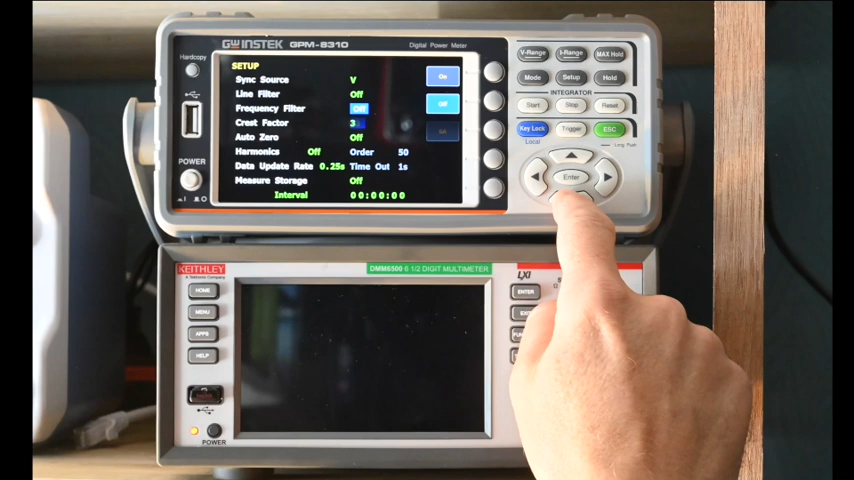 GWINSTEK GPM-8310 Digital Power Meter
Hardcopy
POWER
SETUP
Sync Source V
Line Filter Off
Frequency Filter Off
Crest Factor 3
Auto Zero Off
Harmonics Off Order 50
Data Update Rate 0.25s Time Out 1s
Measure Storage Off
Interval 00:00:00
On
Off
V-Range I-Range MAX Hold
Mode Setup Hold
INTEGRATOR
Start Stop Reset
Key Lock Trigger ESC
Local Long Push
Enter
KEITHLEY
A Tektronix Company
DMM6500 6 1/2 DIGIT MULTIMETER
LXI
HOME
MENU
APPS
HELP
POWER
ENTER